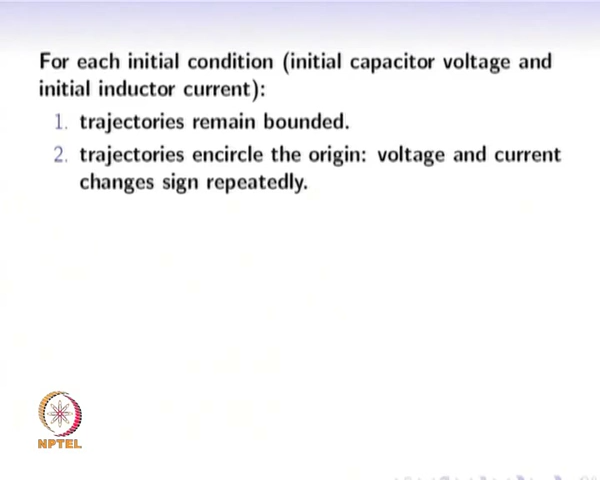 For each initial condition (initial capacitor voltage and
initial inductor current):
1. trajectories remain bounded.
2. trajectories encircle the origin: voltage and current
changes sign repeatedly.
NPTEL